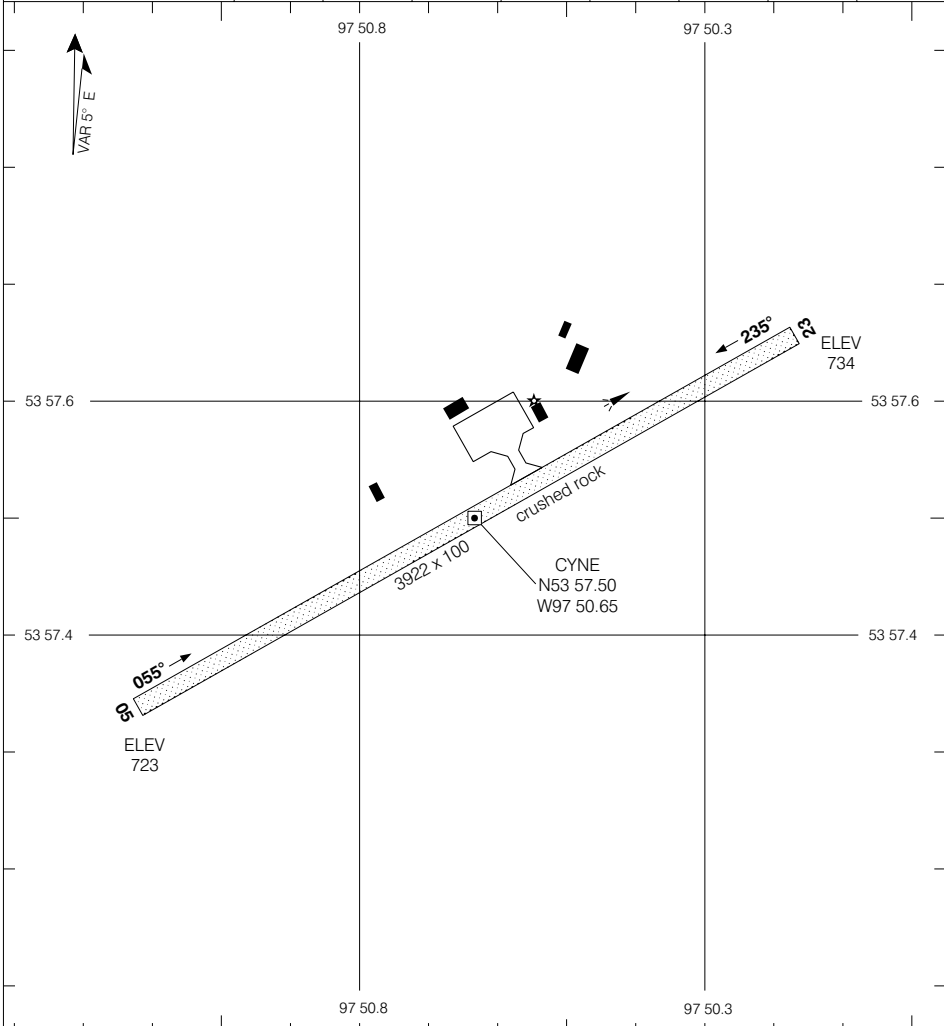 97 50.8
97 50.3
VAR 5° E
235°
23
ELEV
734
53 57.6
53 57.6
crushed rock
3922 x 100
CYNE
N53 57.50
W97 50.65
53 57.4
53 57.4
055°
05
ELEV
723
97 50.8
97 50.3